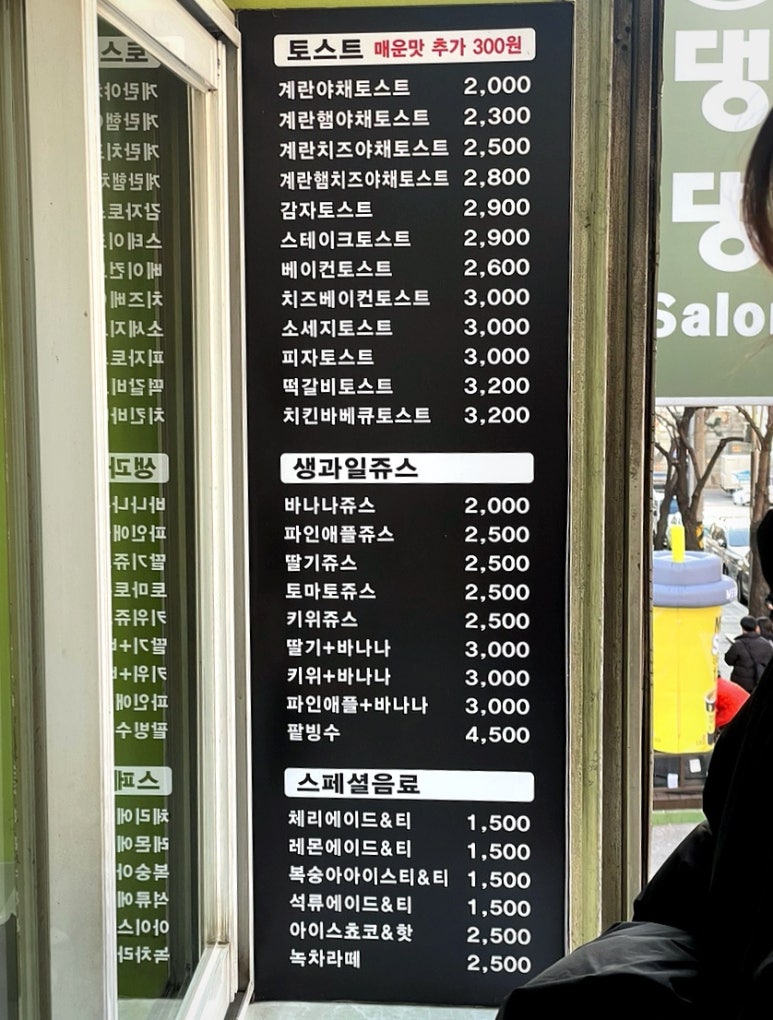 토스트 매운맛 추가 300원
계란야채토스트 2,000
계란햄야채토스트 2,300
계란치즈야채토스트 2,500
계란햄치즈야채토스트 2,800
감자토스트 2,900
스테이크토스트 2,900
베이컨토스트 2,600
치즈베이컨토스트 3,000
소세지토스트 3,000
피자토스트 3,000
떡갈비토스트 3,200
치킨바베큐토스트 3,200
생과일쥬스
바나나쥬스 2,000
파인애플쥬스 2,500
딸기쥬스 2,500
토마토쥬스 2,500
키위쥬스 2,500
딸기+바나나 3,000
키위+바나나 3,000
파인애플+바나나 3,000
팥빙수 4,500
스페셜음료
체리에이드&티 1,500
레몬에이드&티 1,500
복숭아아이스티&티 1,500
석류에이드&티 1,500
아이스쵸코&핫 2,500
녹차라떼 2,500
댕
댕